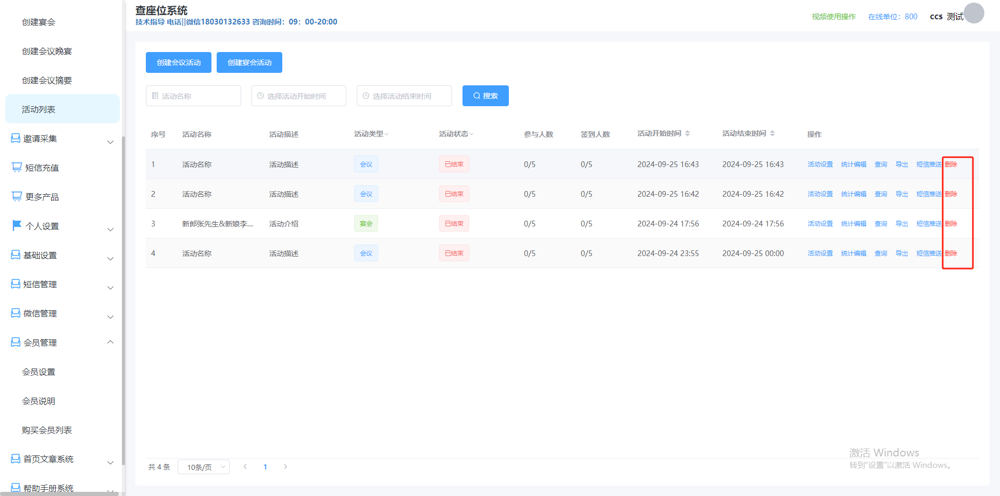 查座位系统
技术指导 电话||微信18030132633 咨询时间：09：00-20:00
视频使用操作 在线单位：800 ccs 测试
创建宴会
创建会议晚宴
创建会议摘要
活动列表
邀请采集
短信充值
更多产品
个人设置
基础设置
短信管理
微信管理
会员管理
会员设置
会员说明
购买会员列表
首页文章系统
帮助手册系统
创建会议活动 创建宴会活动
活动名称 选择活动开始时间 选择活动结束时间 搜索
序号 活动名称 活动描述 活动类型 活动状态 参与人数 签到人数 活动开始时间 活动结束时间 操作
1 活动名称 活动描述 会议 已结束 0/5 0/5 2024-09-25 16:43 2024-09-25 16:43 活动设置 统计编辑 查询 导出 短信推送 删除
2 活动名称 活动描述 会议 已结束 0/5 0/5 2024-09-25 16:42 2024-09-25 16:42 活动设置 统计编辑 查询 导出 短信推送 删除
3 新郎张先生&新娘李... 活动介绍 宴会 已结束 0/5 0/5 2024-09-24 17:56 2024-09-24 17:56 活动设置 统计编辑 查询 导出 短信推送 删除
4 活动名称 活动描述 会议 已结束 0/5 0/5 2024-09-24 23:55 2024-09-25 00:00 活动设置 统计编辑 查询 导出 短信推送 删除
共 4 条 10条/页 1
激活 Windows
转到"设置"以激活 Windows。